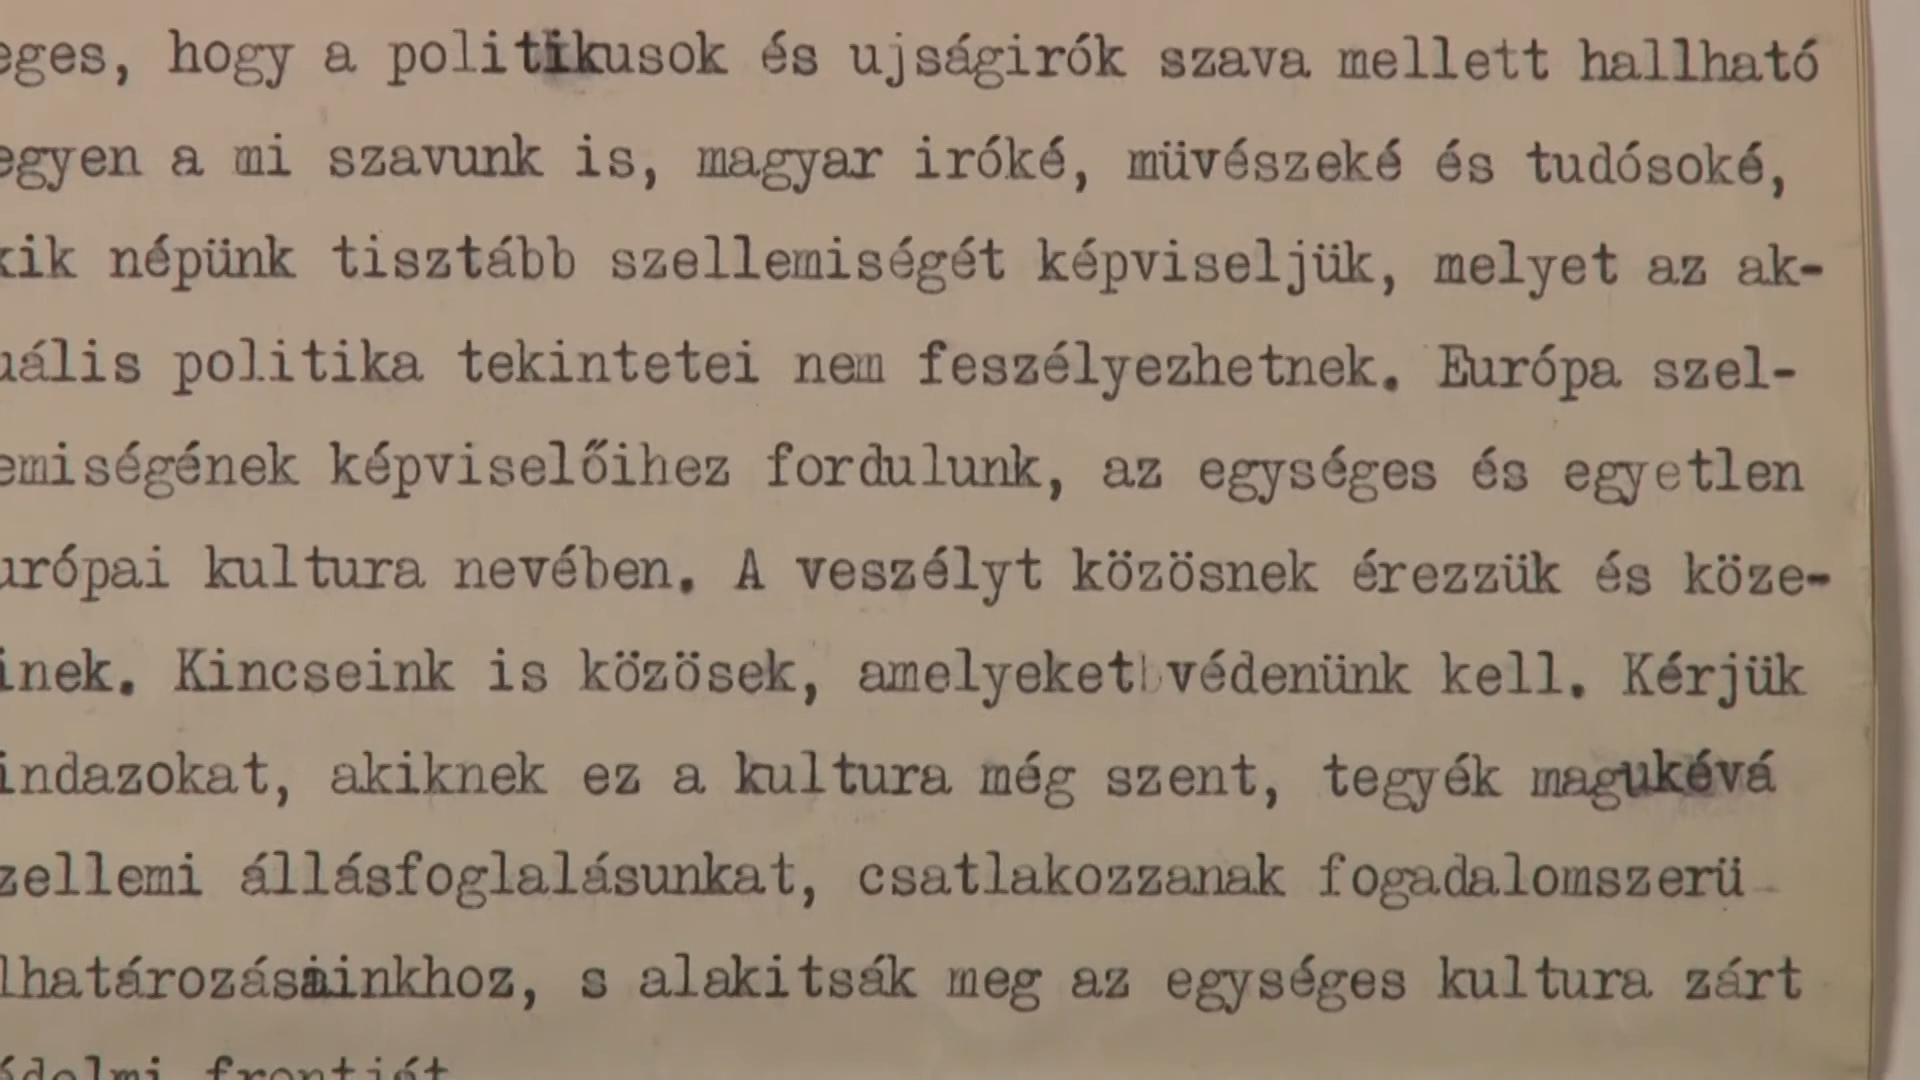 eges, hogy a politikusok és ujságirók szava mellett hallható
egyen a mi szavunk is, magyar iróké, müvészeké és tudósoké,
kik népünk tisztább szellemiségét képviseljük, melyet az ak-
uális politika tekintetei nem feszélyezhetnek. Európa szel-
emiségének képviselőihez fordulunk, az egységes és egyetlen
urópai kultura nevében. A veszélyt közösnek érezzük és köze-
inek. Kincseink is közösek, amelyeket védenünk kell. Kérjük
indazokat, akiknek ez a kultura még szent, tegyék magukévá
zellemi állásfoglalásunkat, csatlakozzanak fogadalomszerü
lhatározásainkhoz, s alakitsák meg az egységes kultura zárt
édelmi frontját